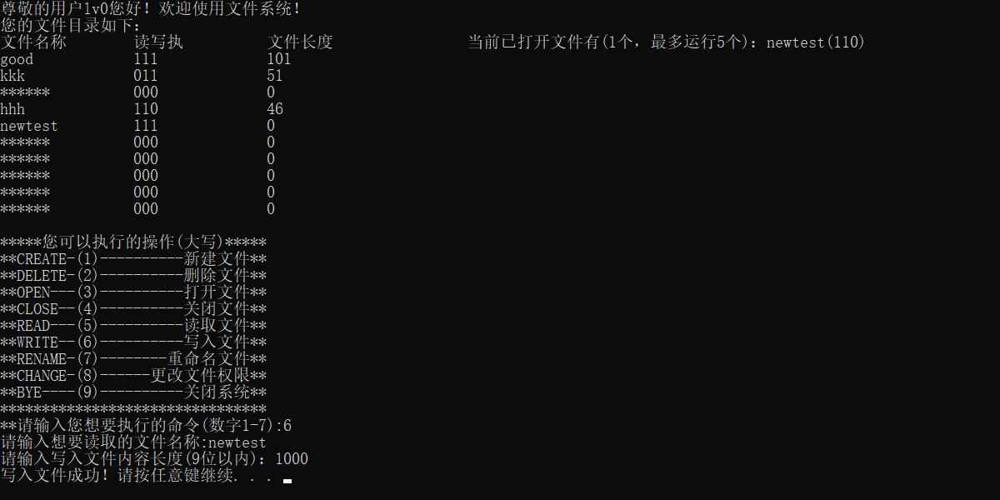 尊敬的用户lv0您好！欢迎使用文件系统！
您的文件目录如下：
文件名称 读写执 文件长度 当前已打开文件有(1个，最多运行5个)：newtest(110)
good 111 101
kkk 011 51
****** 000 0
hhh 110 46
newtest 111 0
****** 000 0
****** 000 0
****** 000 0
****** 000 0
****** 000 0
*****您可以执行的操作(大写)*****
**CREATE-(1)----------新建文件**
**DELETE-(2)----------删除文件**
**OPEN---(3)----------打开文件**
**CLOSE--(4)----------关闭文件**
**READ---(5)----------读取文件**
**WRITE--(6)----------写入文件**
**RENAME-(7)--------重命名文件**
**CHANGE-(8)------更改文件权限**
**BYE----(9)----------关闭系统**
********************************
**请输入您想要执行的命令(数字1-7):6
请输入想要读取的文件名称:newtest
请输入写入文件内容长度(9位以内)：1000
写入文件成功！请按任意键继续. . .